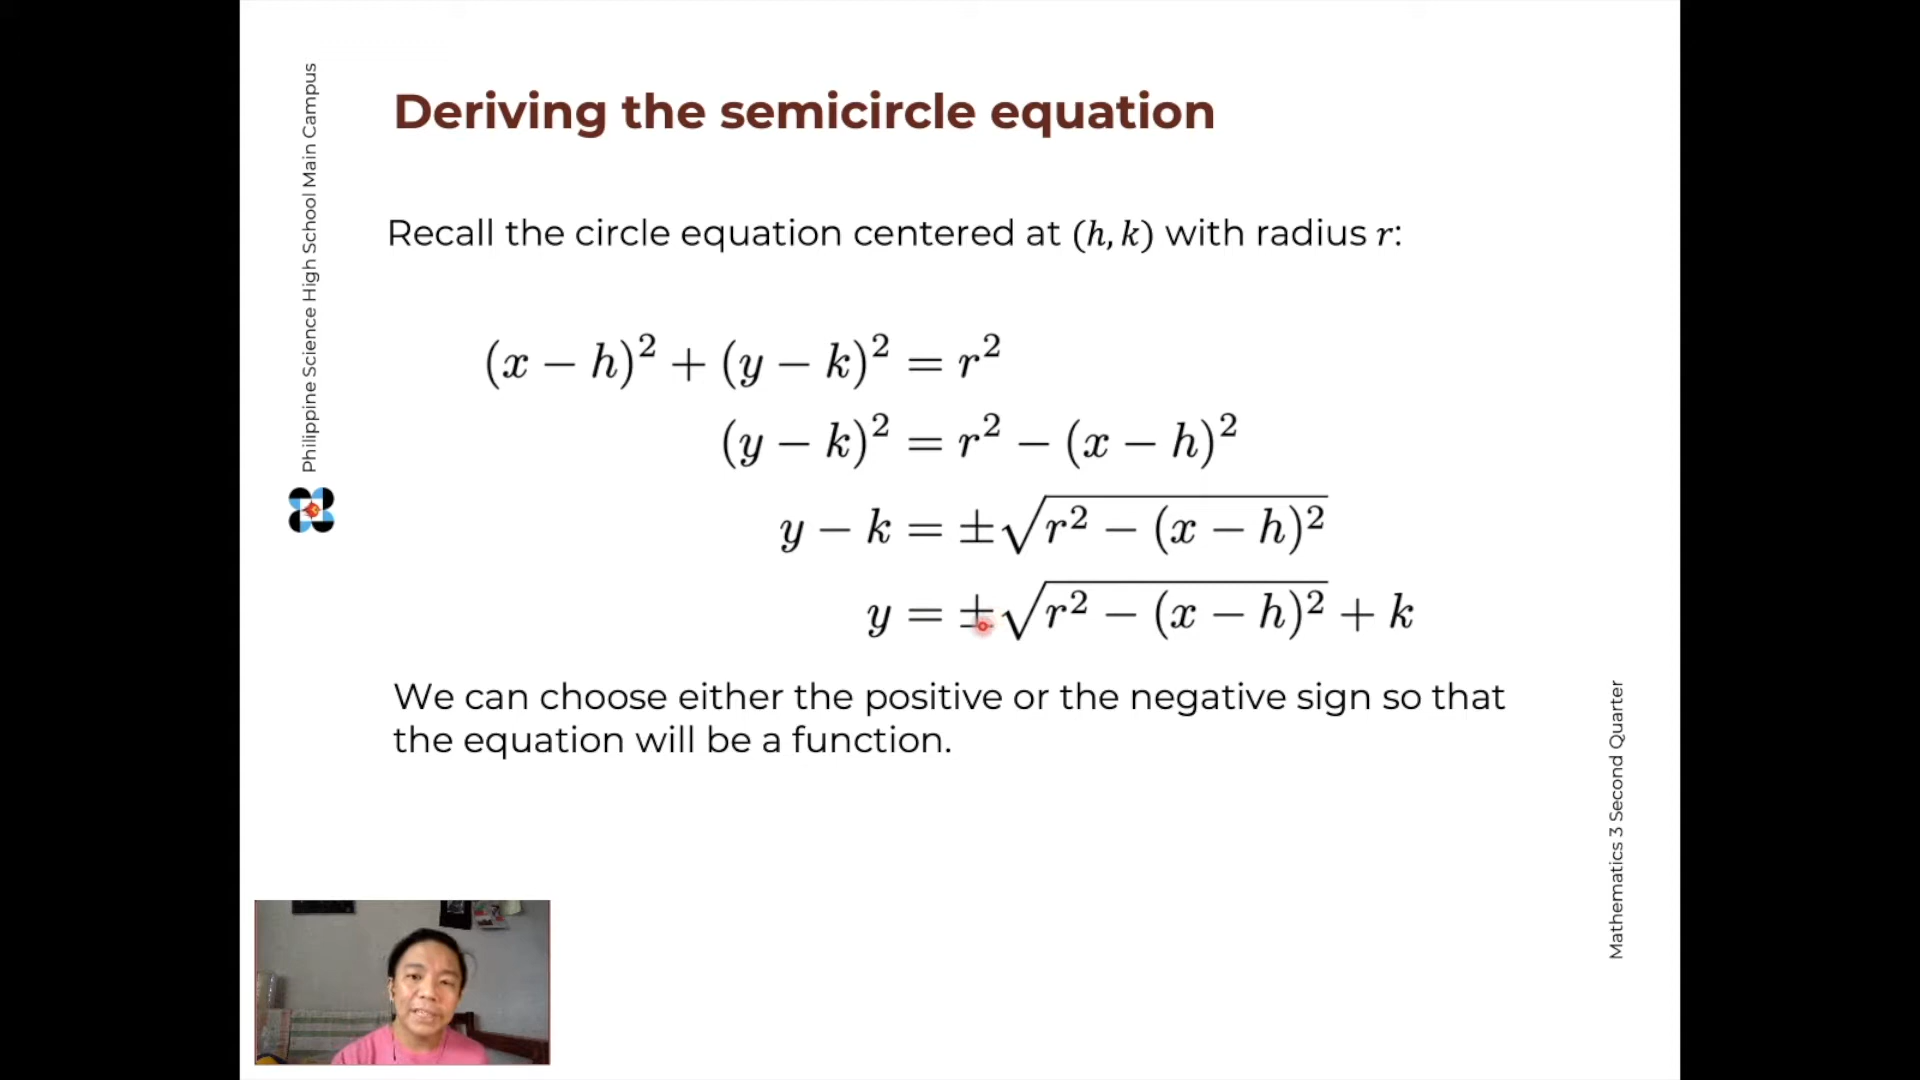 Philippine Science High School Main Campus
Deriving the semicircle equation
Recall the circle equation centered at (h, k) with radius r:
(x − h)² + (y − k)² = r²
(y − k)² = r² − (x − h)²
y − k = ±√(r² − (x − h)²)
y = ±√(r² − (x − h)²) + k
We can choose either the positive or the negative sign so that
the equation will be a function.
Mathematics 3 Second Quarter